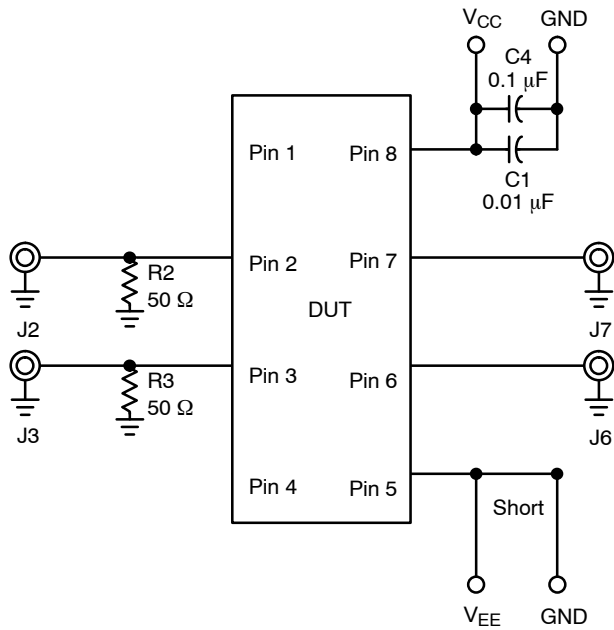 V_CC GND
C4
0.1 μF
Pin 1 Pin 8
C1
0.01 μF
Pin 2 Pin 7
R2
50 Ω
DUT
J2 J7
Pin 3 Pin 6
R3
50 Ω
J3 J6
Pin 4 Pin 5
Short
V_EE GND